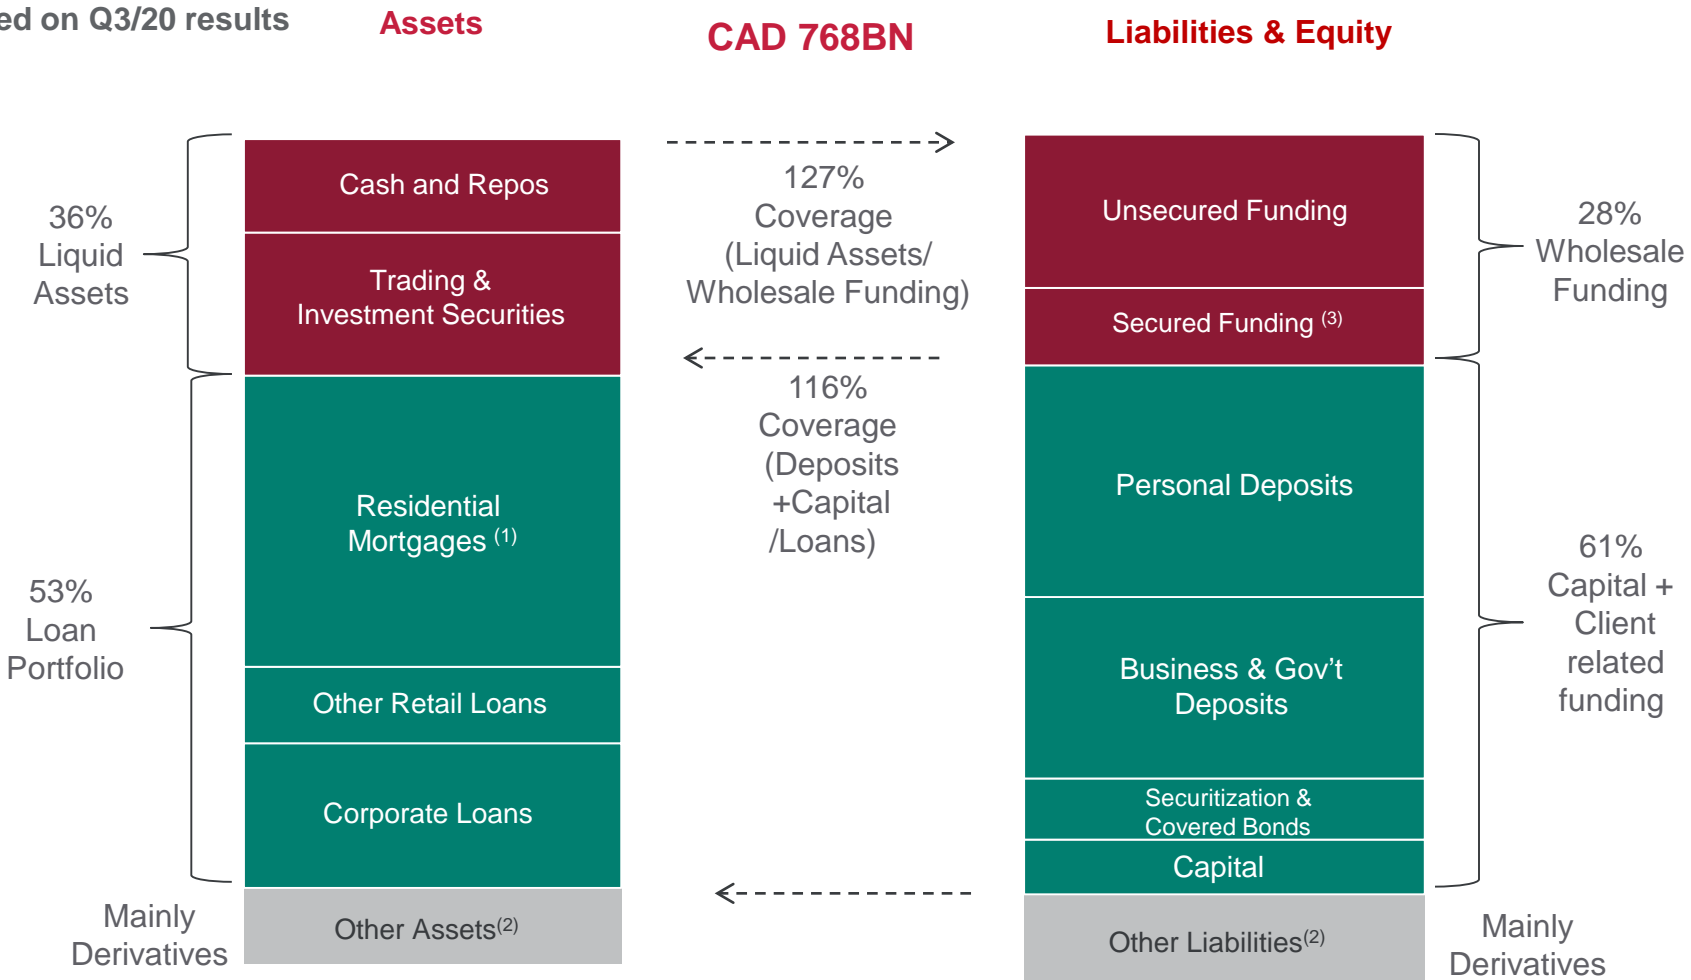 ed on Q3/20 results
Assets
CAD 768BN
Liabilities & Equity
36%
Liquid
Assets
Cash and Repos
Trading &
Investment Securities
127%
Coverage
(Liquid Assets/
Wholesale Funding)
Unsecured Funding
Secured Funding (3)
28%
Wholesale
Funding
53%
Loan
Portfolio
Residential
Mortgages (1)
Other Retail Loans
Corporate Loans
116%
Coverage
(Deposits
+Capital
/Loans)
Personal Deposits
Business & Gov’t
Deposits
Securitization &
Covered Bonds
Capital
61%
Capital +
Client
related
funding
Mainly
Derivatives
Other Assets(2)
Other Liabilities(2)
Mainly
Derivatives